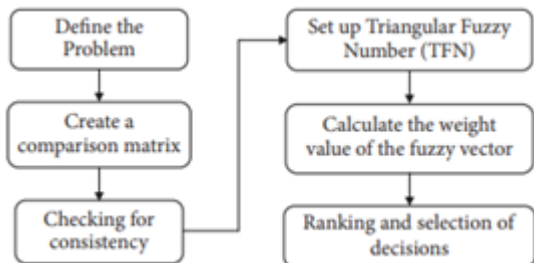 Define the
Problem
Create a
comparison matrix
Checking for
consistency
Set up Triangular Fuzzy
Number (TFN)
Calculate the weight
value of the fuzzy vector
Ranking and selection of
decisions